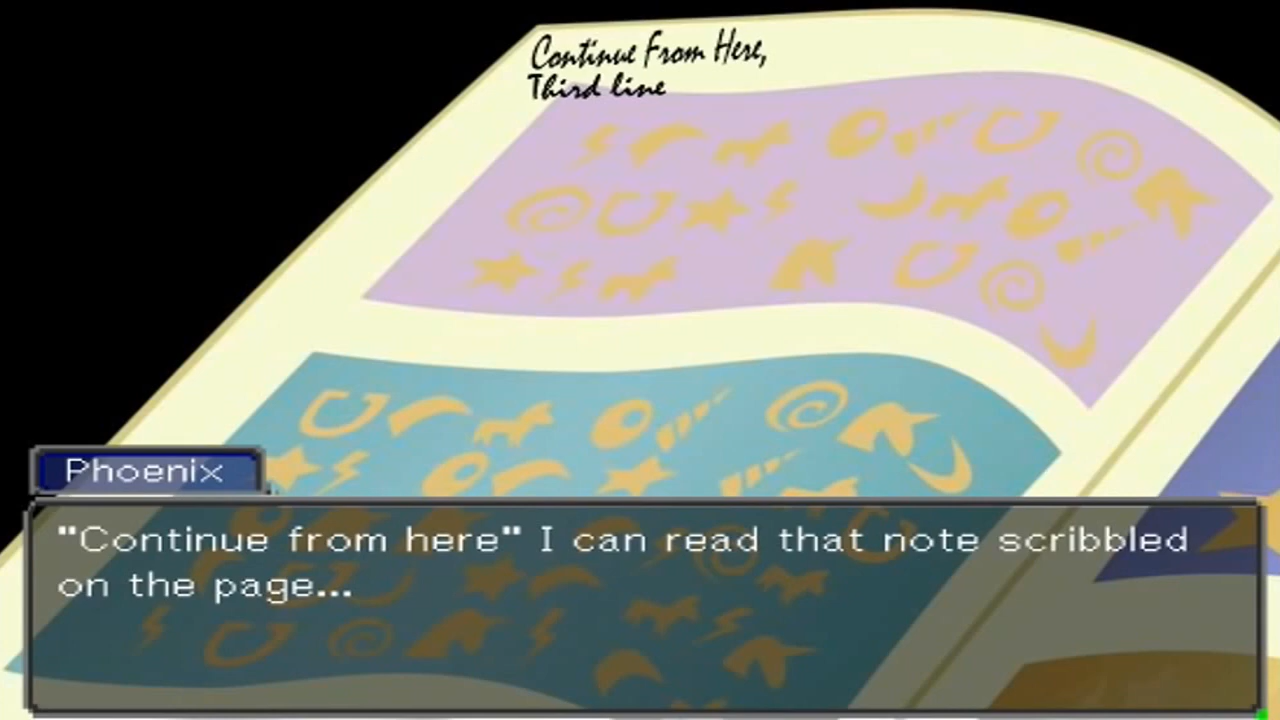 Continue From Here,
Third line
Phoenix
"Continue from here" I can read that note scribbled
on the page...